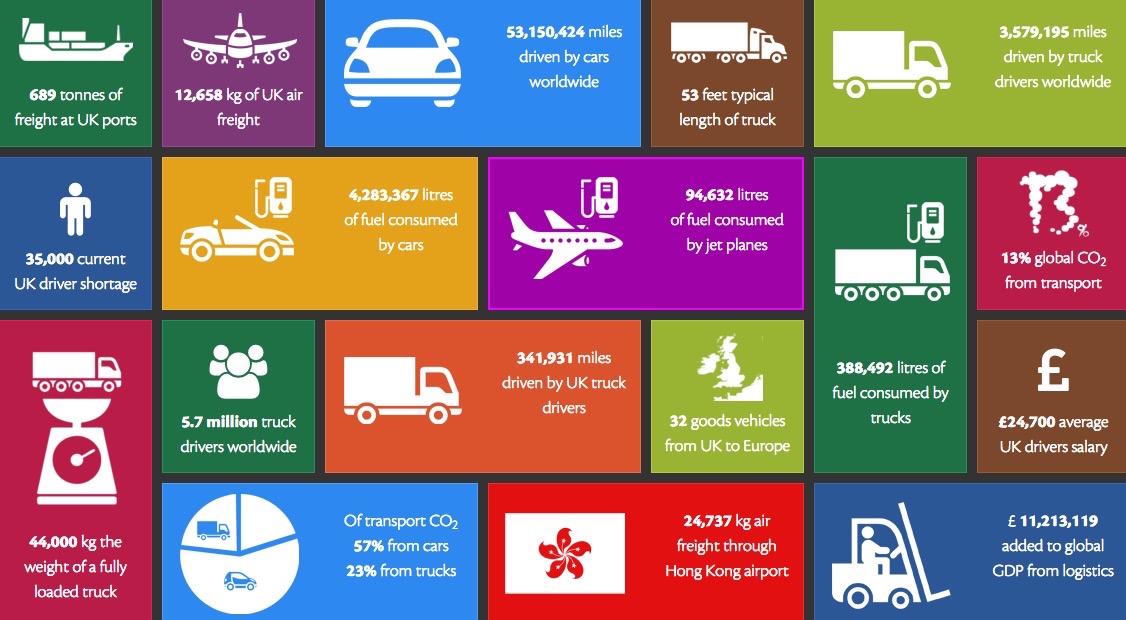 689 tonnes of
freight at UK ports
12,658 kg of UK air
freight
53,150,424 miles
driven by cars
worldwide
53 feet typical
length of truck
3,579,195 miles
driven by truck
drivers worldwide
35,000 current
UK driver shortage
4,283,367 litres
of fuel consumed
by cars
94,632 litres
of fuel consumed
by jet planes
388,492 litres of
fuel consumed by
trucks
13%
13% global CO₂
from transport
44,000 kg the
weight of a fully
loaded truck
5.7 million truck
drivers worldwide
341,931 miles
driven by UK truck
drivers
32 goods vehicles
from UK to Europe
£
£24,700 average
UK drivers salary
Of transport CO₂
57% from cars
23% from trucks
24,737 kg air
freight through
Hong Kong airport
£ 11,213,119
added to global
GDP from logistics